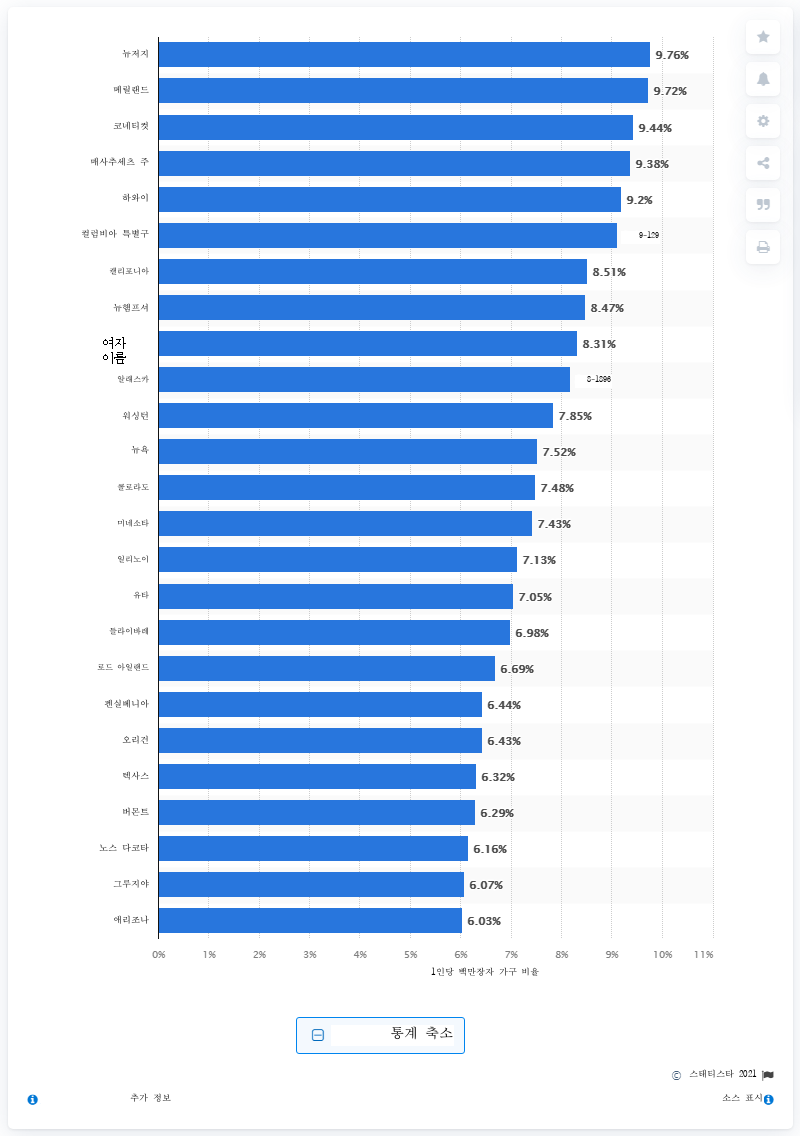 뉴저지 9.76%
메릴랜드 9.72%
코네티컷 9.44%
매사추세츠 주 9.38%
하와이 9.2%
컬럼비아 특별구 9-129
캘리포니아 8.51%
뉴햄프셔 8.47%
여자
이름 8.31%
알래스카 8-1896
워싱턴 7.85%
뉴욕 7.52%
콜로라도 7.48%
미네소타 7.43%
일리노이 7.13%
유타 7.05%
들라이바레 6.98%
로드 아일랜드 6.69%
펜실베니아 6.44%
오리건 6.43%
텍사스 6.32%
버몬트 6.29%
노스 다코타 6.16%
그루지야 6.07%
애리조나 6.03%
0% 1% 2% 3% 4% 5% 6% 7% 8% 9% 10% 11%
1인당 백만장자 가구 비율
통계 축소
© 스태티스타 2021
추가 정보 소스 표시